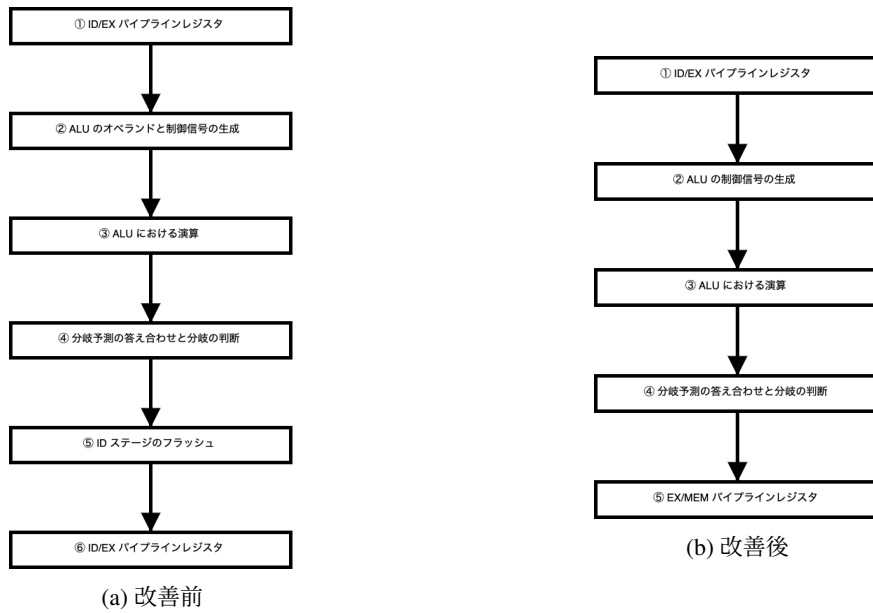 ① ID/EX パイプラインレジスタ
② ALU のオペランドと制御信号の生成
③ ALU における演算
④ 分岐予測の答え合わせと分岐の判断
⑤ ID ステージのフラッシュ
⑥ ID/EX パイプラインレジスタ
(a) 改善前
① ID/EX パイプラインレジスタ
② ALU の制御信号の生成
③ ALU における演算
④ 分岐予測の答え合わせと分岐の判断
⑤ EX/MEM パイプラインレジスタ
(b) 改善後